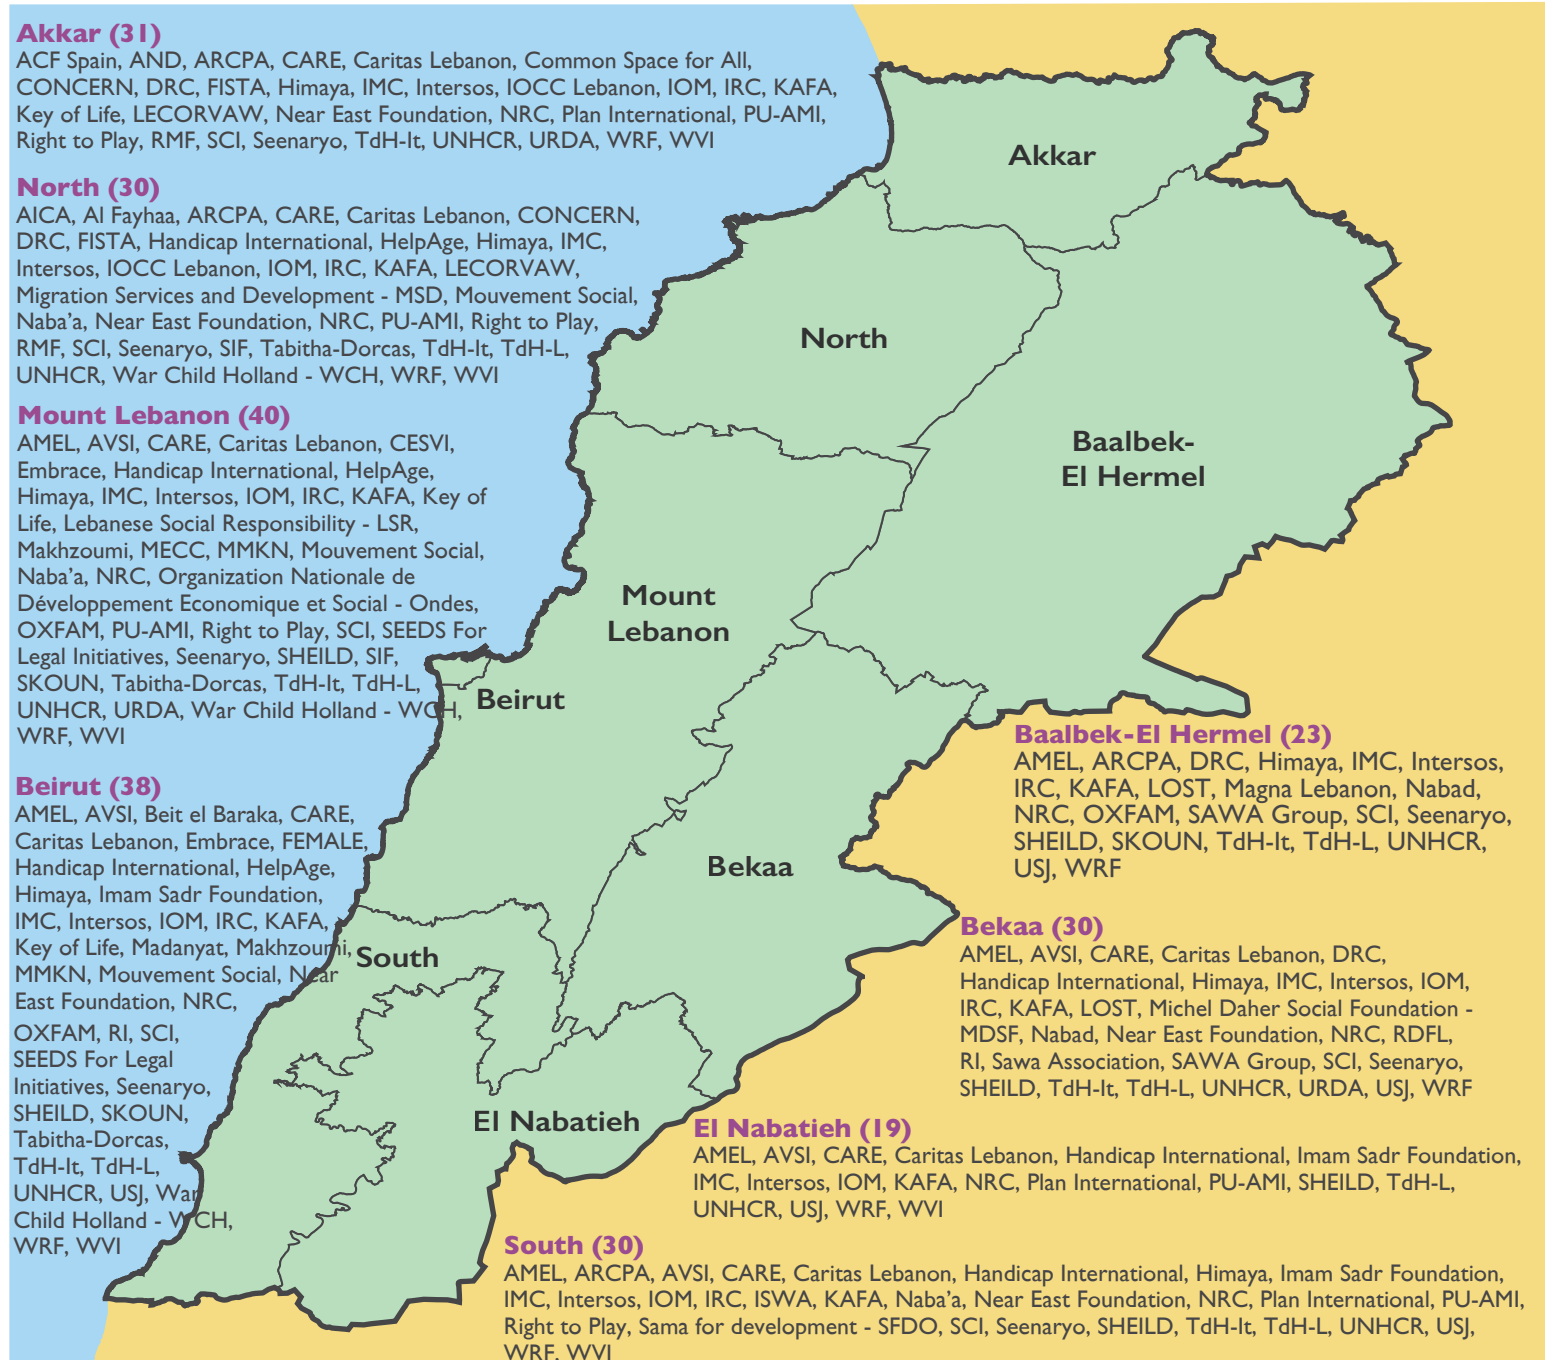 Akkar (31)
ACF Spain, AND, ARCPA, CARE, Caritas Lebanon, Common Space for All,
CONCERN, DRC, FISTA, Himaya, IMC, Intersos, IOCC Lebanon, IOM, IRC, KAFA,
Key of Life, LECORVAW, Near East Foundation, NRC, Plan International, PU-AMI,
Right to Play, RMF, SCI, Seenaryo, TdH-It, UNHCR, URDA, WRF, WVI
North (30)
AICA, Al Fayhaa, ARCPA, CARE, Caritas Lebanon, CONCERN,
DRC, FISTA, Handicap International, HelpAge, Himaya, IMC,
Intersos, IOCC Lebanon, IOM, IRC, KAFA, LECORVAW,
Migration Services and Development - MSD, Mouvement Social,
Naba’a, Near East Foundation, NRC, PU-AMI, Right to Play,
RMF, SCI, Seenaryo, SIF, Tabitha-Dorcas, TdH-It, TdH-L,
UNHCR, War Child Holland - WCH, WRF, WVI
Mount Lebanon (40)
AMEL, AVSI, CARE, Caritas Lebanon, CESVI,
Embrace, Handicap International, HelpAge,
Himaya, IMC, Intersos, IOM, IRC, KAFA, Key of
Life, Lebanese Social Responsibility - LSR,
Makhzoumi, MECC, MMKN, Mouvement Social,
Naba’a, NRC, Organization Nationale de
Développement Economique et Social - Ondes,
OXFAM, PU-AMI, Right to Play, SCI, SEEDS For
Legal Initiatives, Seenaryo, SHEILD, SIF,
SKOUN, Tabitha-Dorcas, TdH-It, TdH-L,
UNHCR, URDA, War Child Holland - WCH,
WRF, WVI
Beirut (38)
AMEL, AVSI, Beit el Baraka, CARE,
Caritas Lebanon, Embrace, FEMALE,
Handicap International, HelpAge,
Himaya, Imam Sadr Foundation,
IMC, Intersos, IOM, IRC, KAFA,
Key of Life, Madanyat, Makhzoumi,
MMKN, Mouvement Social, Near
East Foundation, NRC,
OXFAM, RI, SCI,
SEEDS For Legal
Initiatives, Seenaryo,
SHEILD, SKOUN,
Tabitha-Dorcas,
TdH-It, TdH-L,
UNHCR, USJ, War
Child Holland - WCH,
WRF, WVI
Akkar
North
Baalbek-
El Hermel
Mount
Lebanon
Beirut
Bekaa
South
El Nabatieh
Baalbek-El Hermel (23)
AMEL, ARCPA, DRC, Himaya, IMC, Intersos,
IRC, KAFA, LOST, Magna Lebanon, Nabad,
NRC, OXFAM, SAWA Group, SCI, Seenaryo,
SHEILD, SKOUN, TdH-It, TdH-L, UNHCR,
USJ, WRF
Bekaa (30)
AMEL, AVSI, CARE, Caritas Lebanon, DRC,
Handicap International, Himaya, IMC, Intersos, IOM,
IRC, KAFA, LOST, Michel Daher Social Foundation -
MDSF, Nabad, Near East Foundation, NRC, RDFL,
RI, Sawa Association, SAWA Group, SCI, Seenaryo,
SHEILD, TdH-It, TdH-L, UNHCR, URDA, USJ, WRF
El Nabatieh (19)
AMEL, AVSI, CARE, Caritas Lebanon, Handicap International, Imam Sadr Foundation,
IMC, Intersos, IOM, KAFA, NRC, Plan International, PU-AMI, SHEILD, TdH-L,
UNHCR, USJ, WRF, WVI
South (30)
AMEL, ARCPA, AVSI, CARE, Caritas Lebanon, Handicap International, Himaya, Imam Sadr Foundation,
IMC, Intersos, IOM, IRC, ISWA, KAFA, Naba’a, Near East Foundation, NRC, Plan International, PU-AMI,
Right to Play, Sama for development - SFDO, SCI, Seenaryo, SHEILD, TdH-It, TdH-L, UNHCR, USJ,
WRF, WVI